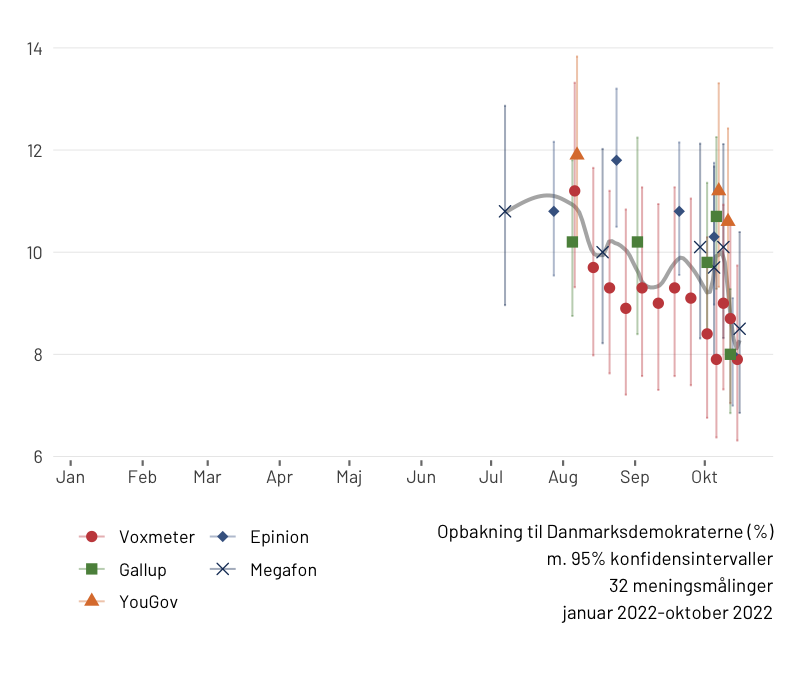 14
12
10
8
6
Jan Feb Mar Apr Maj Jun Jul Aug Sep Okt
Voxmeter Epinion
Gallup Megafon
YouGov
Opbakning til Danmarksdemokraterne (%)
m. 95% konfidensintervaller
32 meningsmålinger
januar 2022-oktober 2022